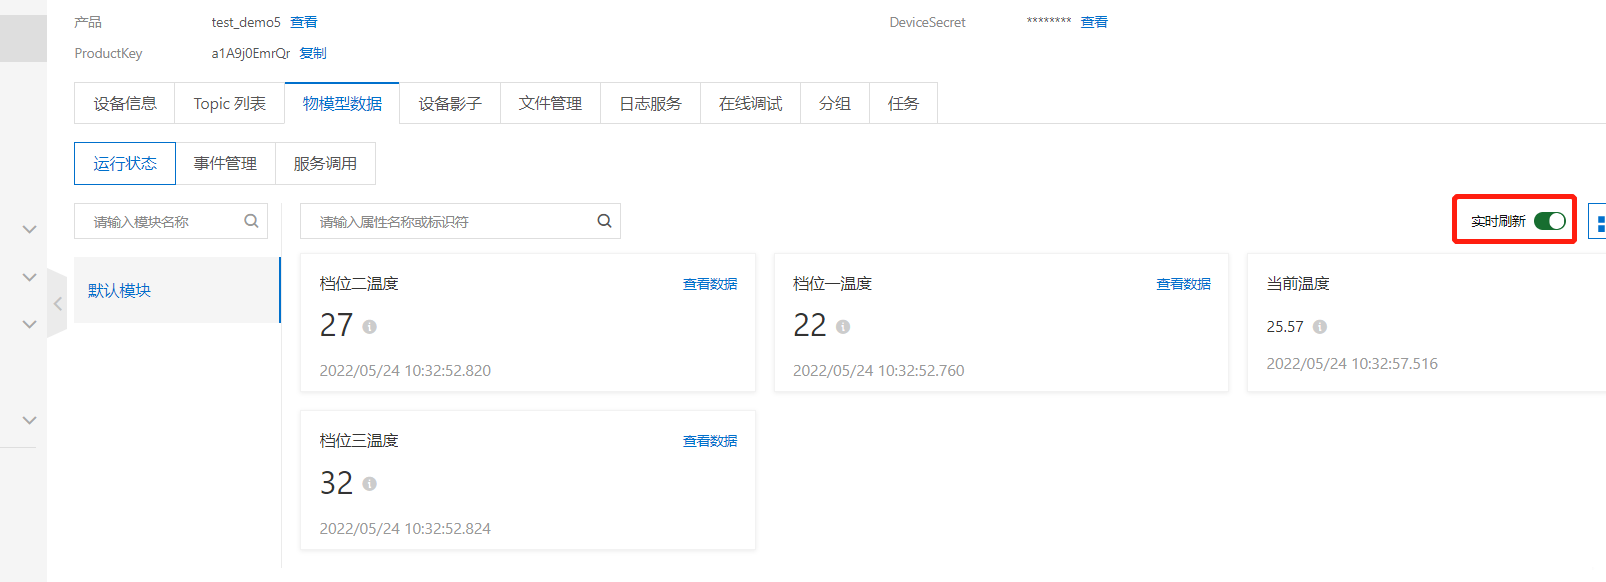 产品 test_demo5 查看 DeviceSecret ******** 查看
ProductKey a1A9j0EmrQr 复制
设备信息 Topic 列表 物模型数据 设备影子 文件管理 日志服务 在线调试 分组 任务
运行状态 事件管理 服务调用
请输入模块名称 请输入属性名称或标识符 实时刷新
默认模块
档位二温度 查看数据
27
2022/05/24 10:32:52.820
档位一温度 查看数据
22
2022/05/24 10:32:52.760
当前温度
25.57
2022/05/24 10:32:57.516
档位三温度 查看数据
32
2022/05/24 10:32:52.824